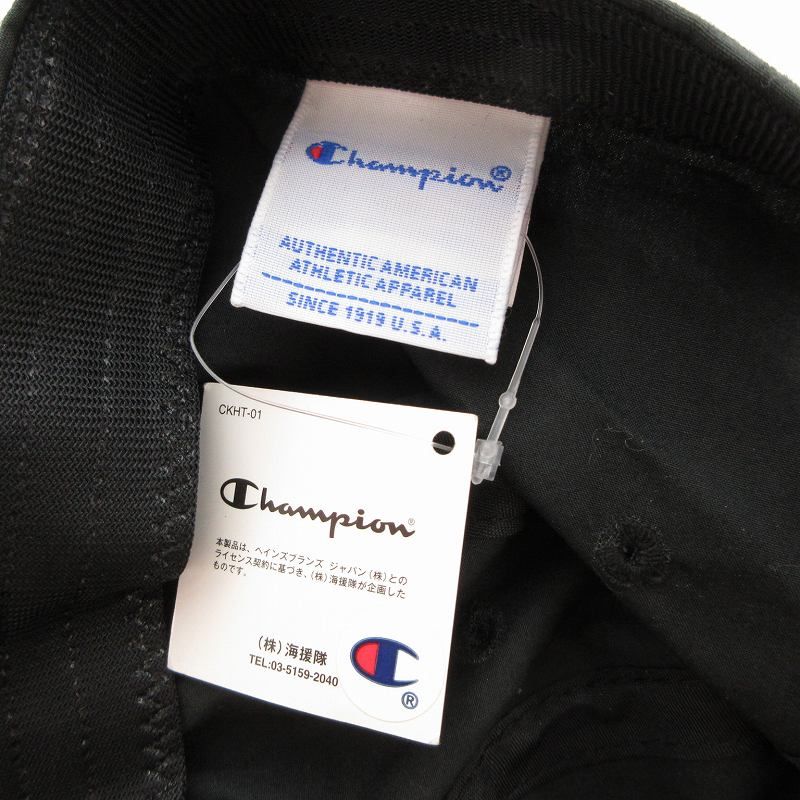 Champion®
AUTHENTIC AMERICAN
ATHLETIC APPAREL
SINCE 1919 U.S.A.
CKHT-01
Champion®
本製品は、ヘインズブランズ ジャパン(株)との
ライセンス契約に基づき、(株)海援隊が企画した
ものです。
(株)海援隊
TEL:03-5159-2040
C®